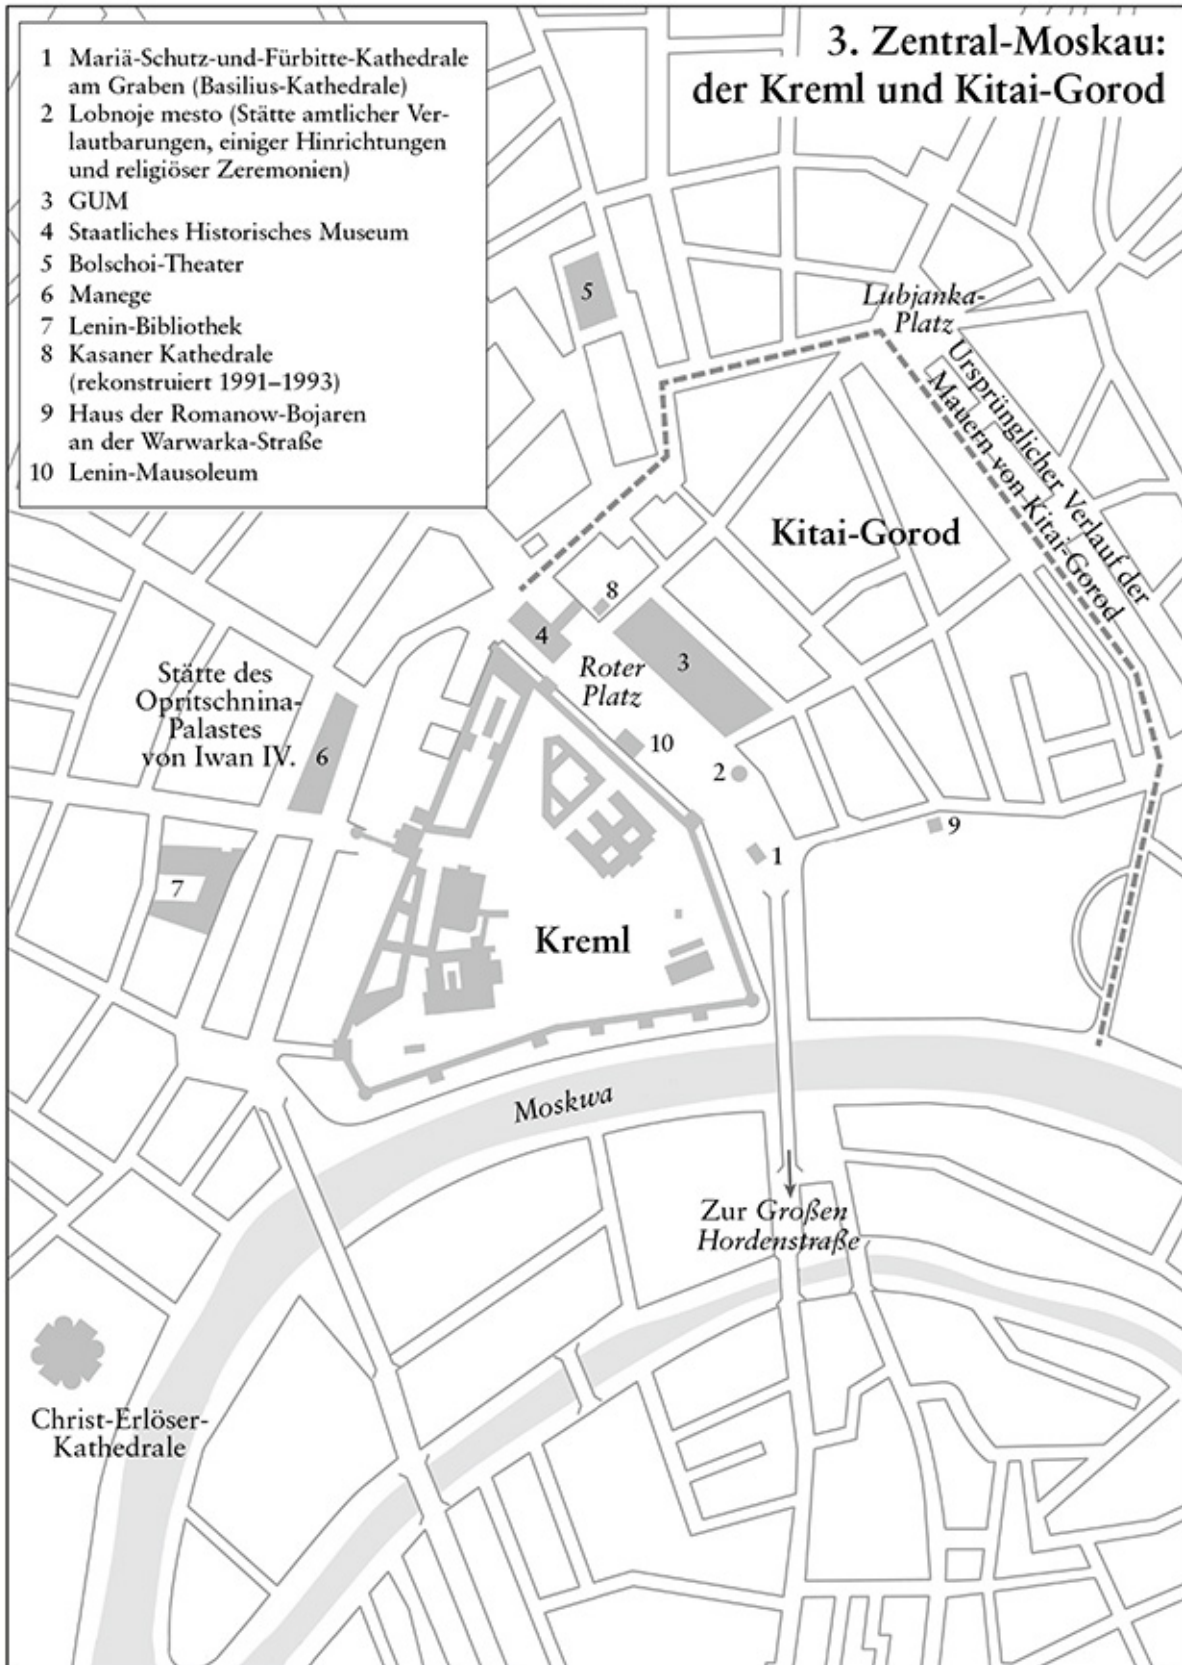 3. Zentral-Moskau:
der Kreml und Kitai-Gorod
1 Mariä-Schutz-und-Fürbitte-Kathedrale
am Graben (Basilius-Kathedrale)
2 Lobnoje mesto (Stätte amtlicher Ver-
lautbarungen, einiger Hinrichtungen
und religiöser Zeremonien)
3 GUM
4 Staatliches Historisches Museum
5 Bolschoi-Theater
6 Manege
7 Lenin-Bibliothek
8 Kasaner Kathedrale
(rekonstruiert 1991–1993)
9 Haus der Romanow-Bojaren
an der Warwarka-Straße
10 Lenin-Mausoleum
5
Lubjanka-
Platz
Ursprünglicher Verlauf der
Mauern von Kitai-Gorod
Kitai-Gorod
8
4
Roter
Platz
3
Stätte des
Opritschnina-
Palastes
von Iwan IV.
6
10
2
9
1
7
Kreml
Moskwa
Zur Großen
Hordenstraße
Christ-Erlöser-
Kathedrale